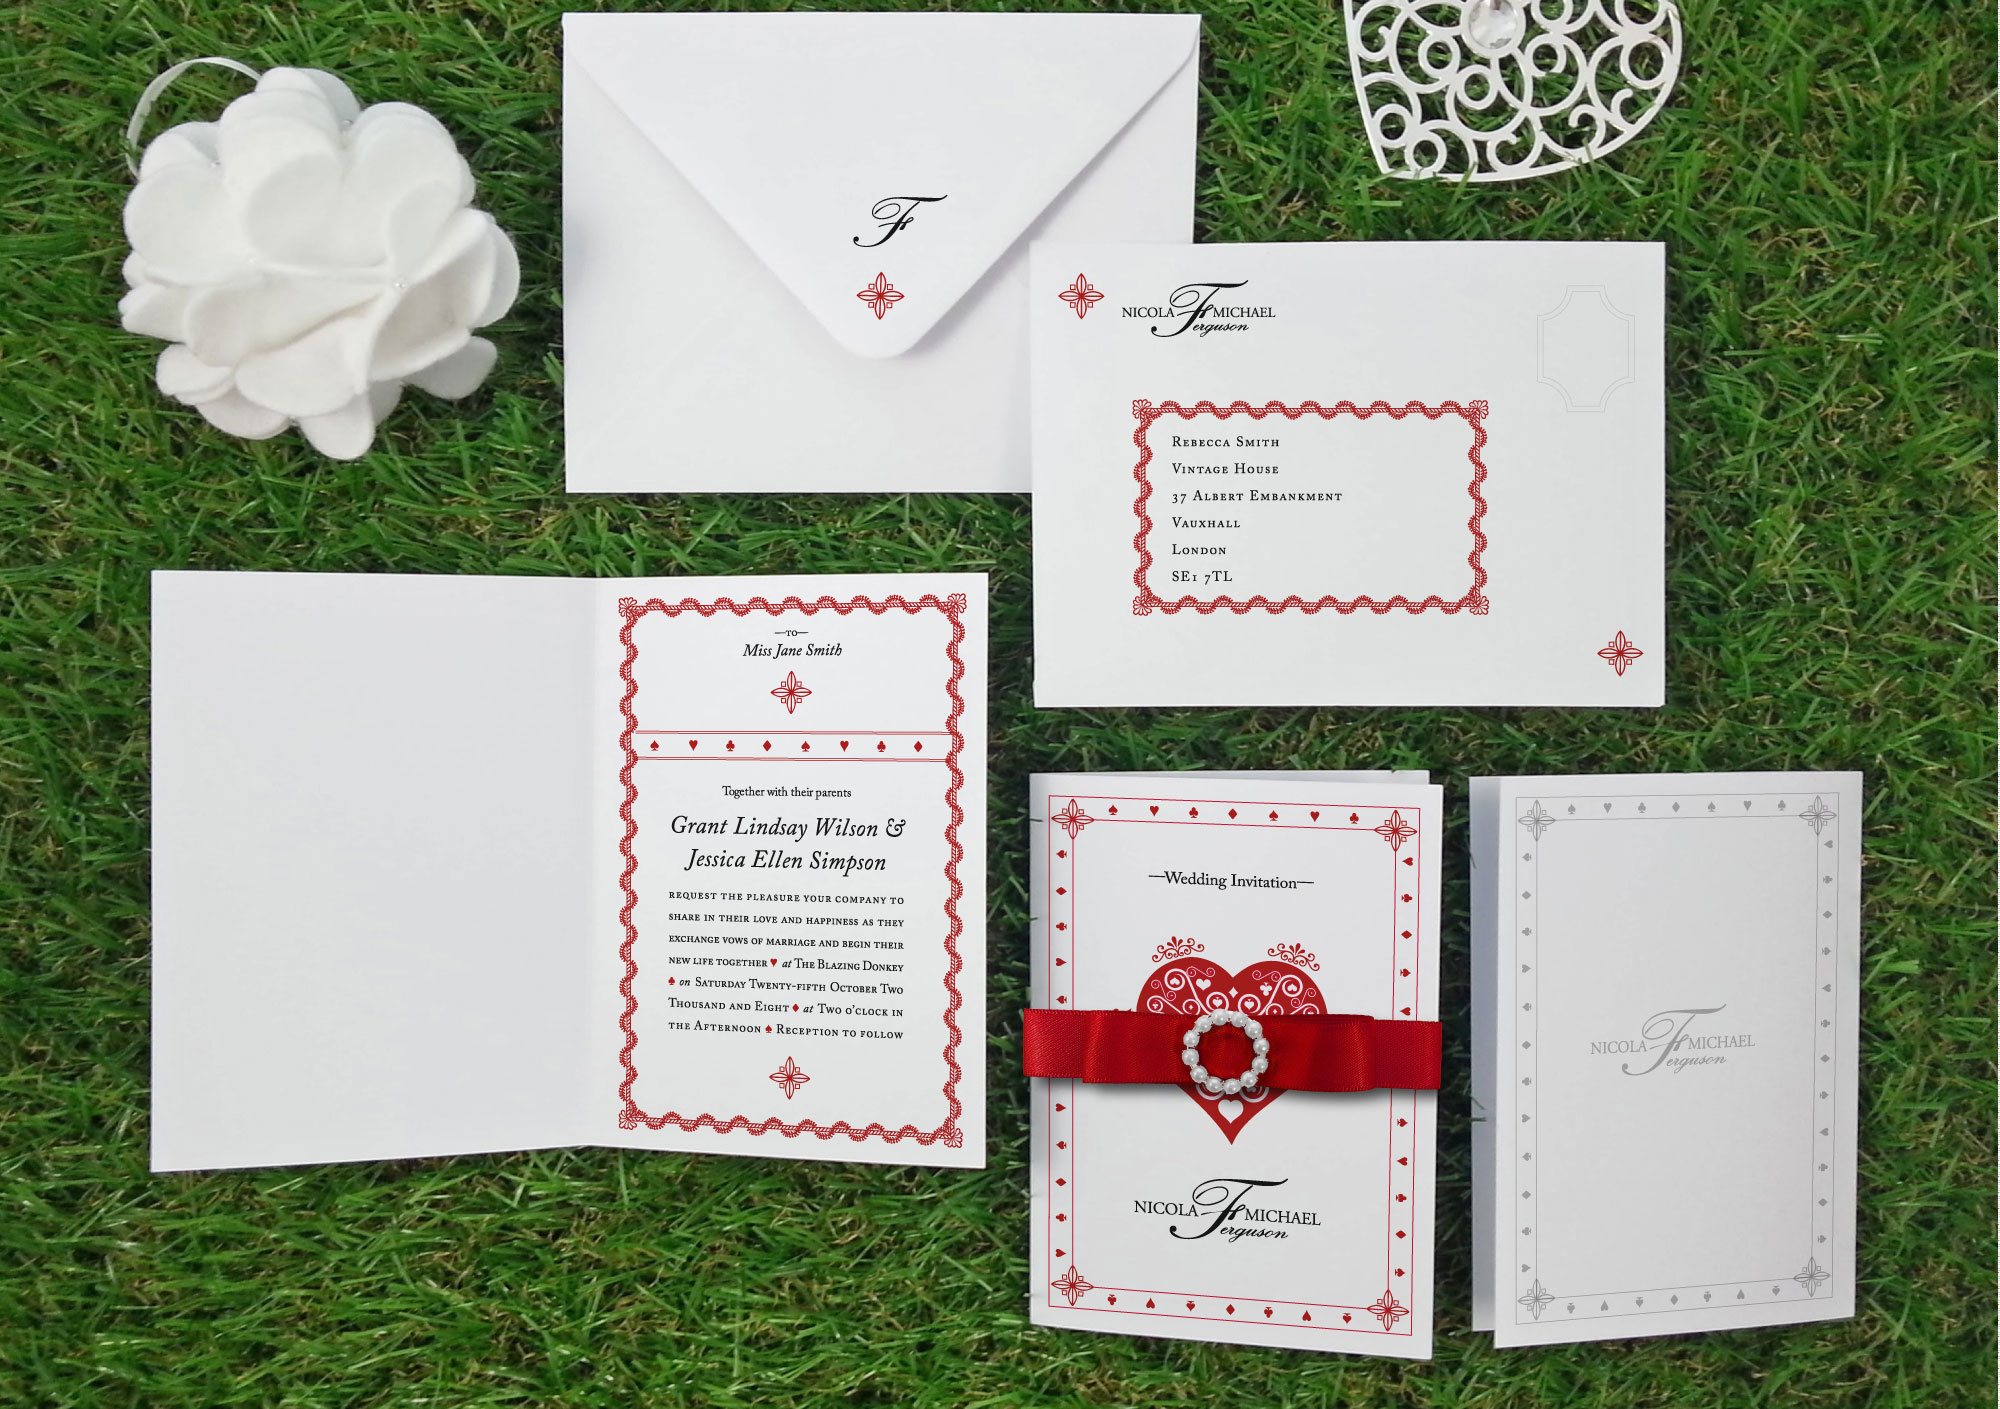 F
NICOLA F MICHAEL
Ferguson
Rebecca Smith
Vintage House
37 Albert Embankment
Vauxhall
London
SE1 7TL
—TO—
Miss Jane Smith
Together with their parents
Grant Lindsay Wilson &
Jessica Ellen Simpson
REQUEST THE PLEASURE YOUR COMPANY TO
SHARE IN THEIR LOVE AND HAPPINESS AS THEY
EXCHANGE VOWS OF MARRIAGE AND BEGIN THEIR
NEW LIFE TOGETHER ♥ at The Blazing Donkey
♣ on Saturday Twenty-fifth October Two
Thousand and Eight ♦ at Two o'clock in
the Afternoon ♠ Reception to follow
—Wedding Invitation—
NICOLA F MICHAEL
Ferguson
NICOLA F MICHAEL
Ferguson